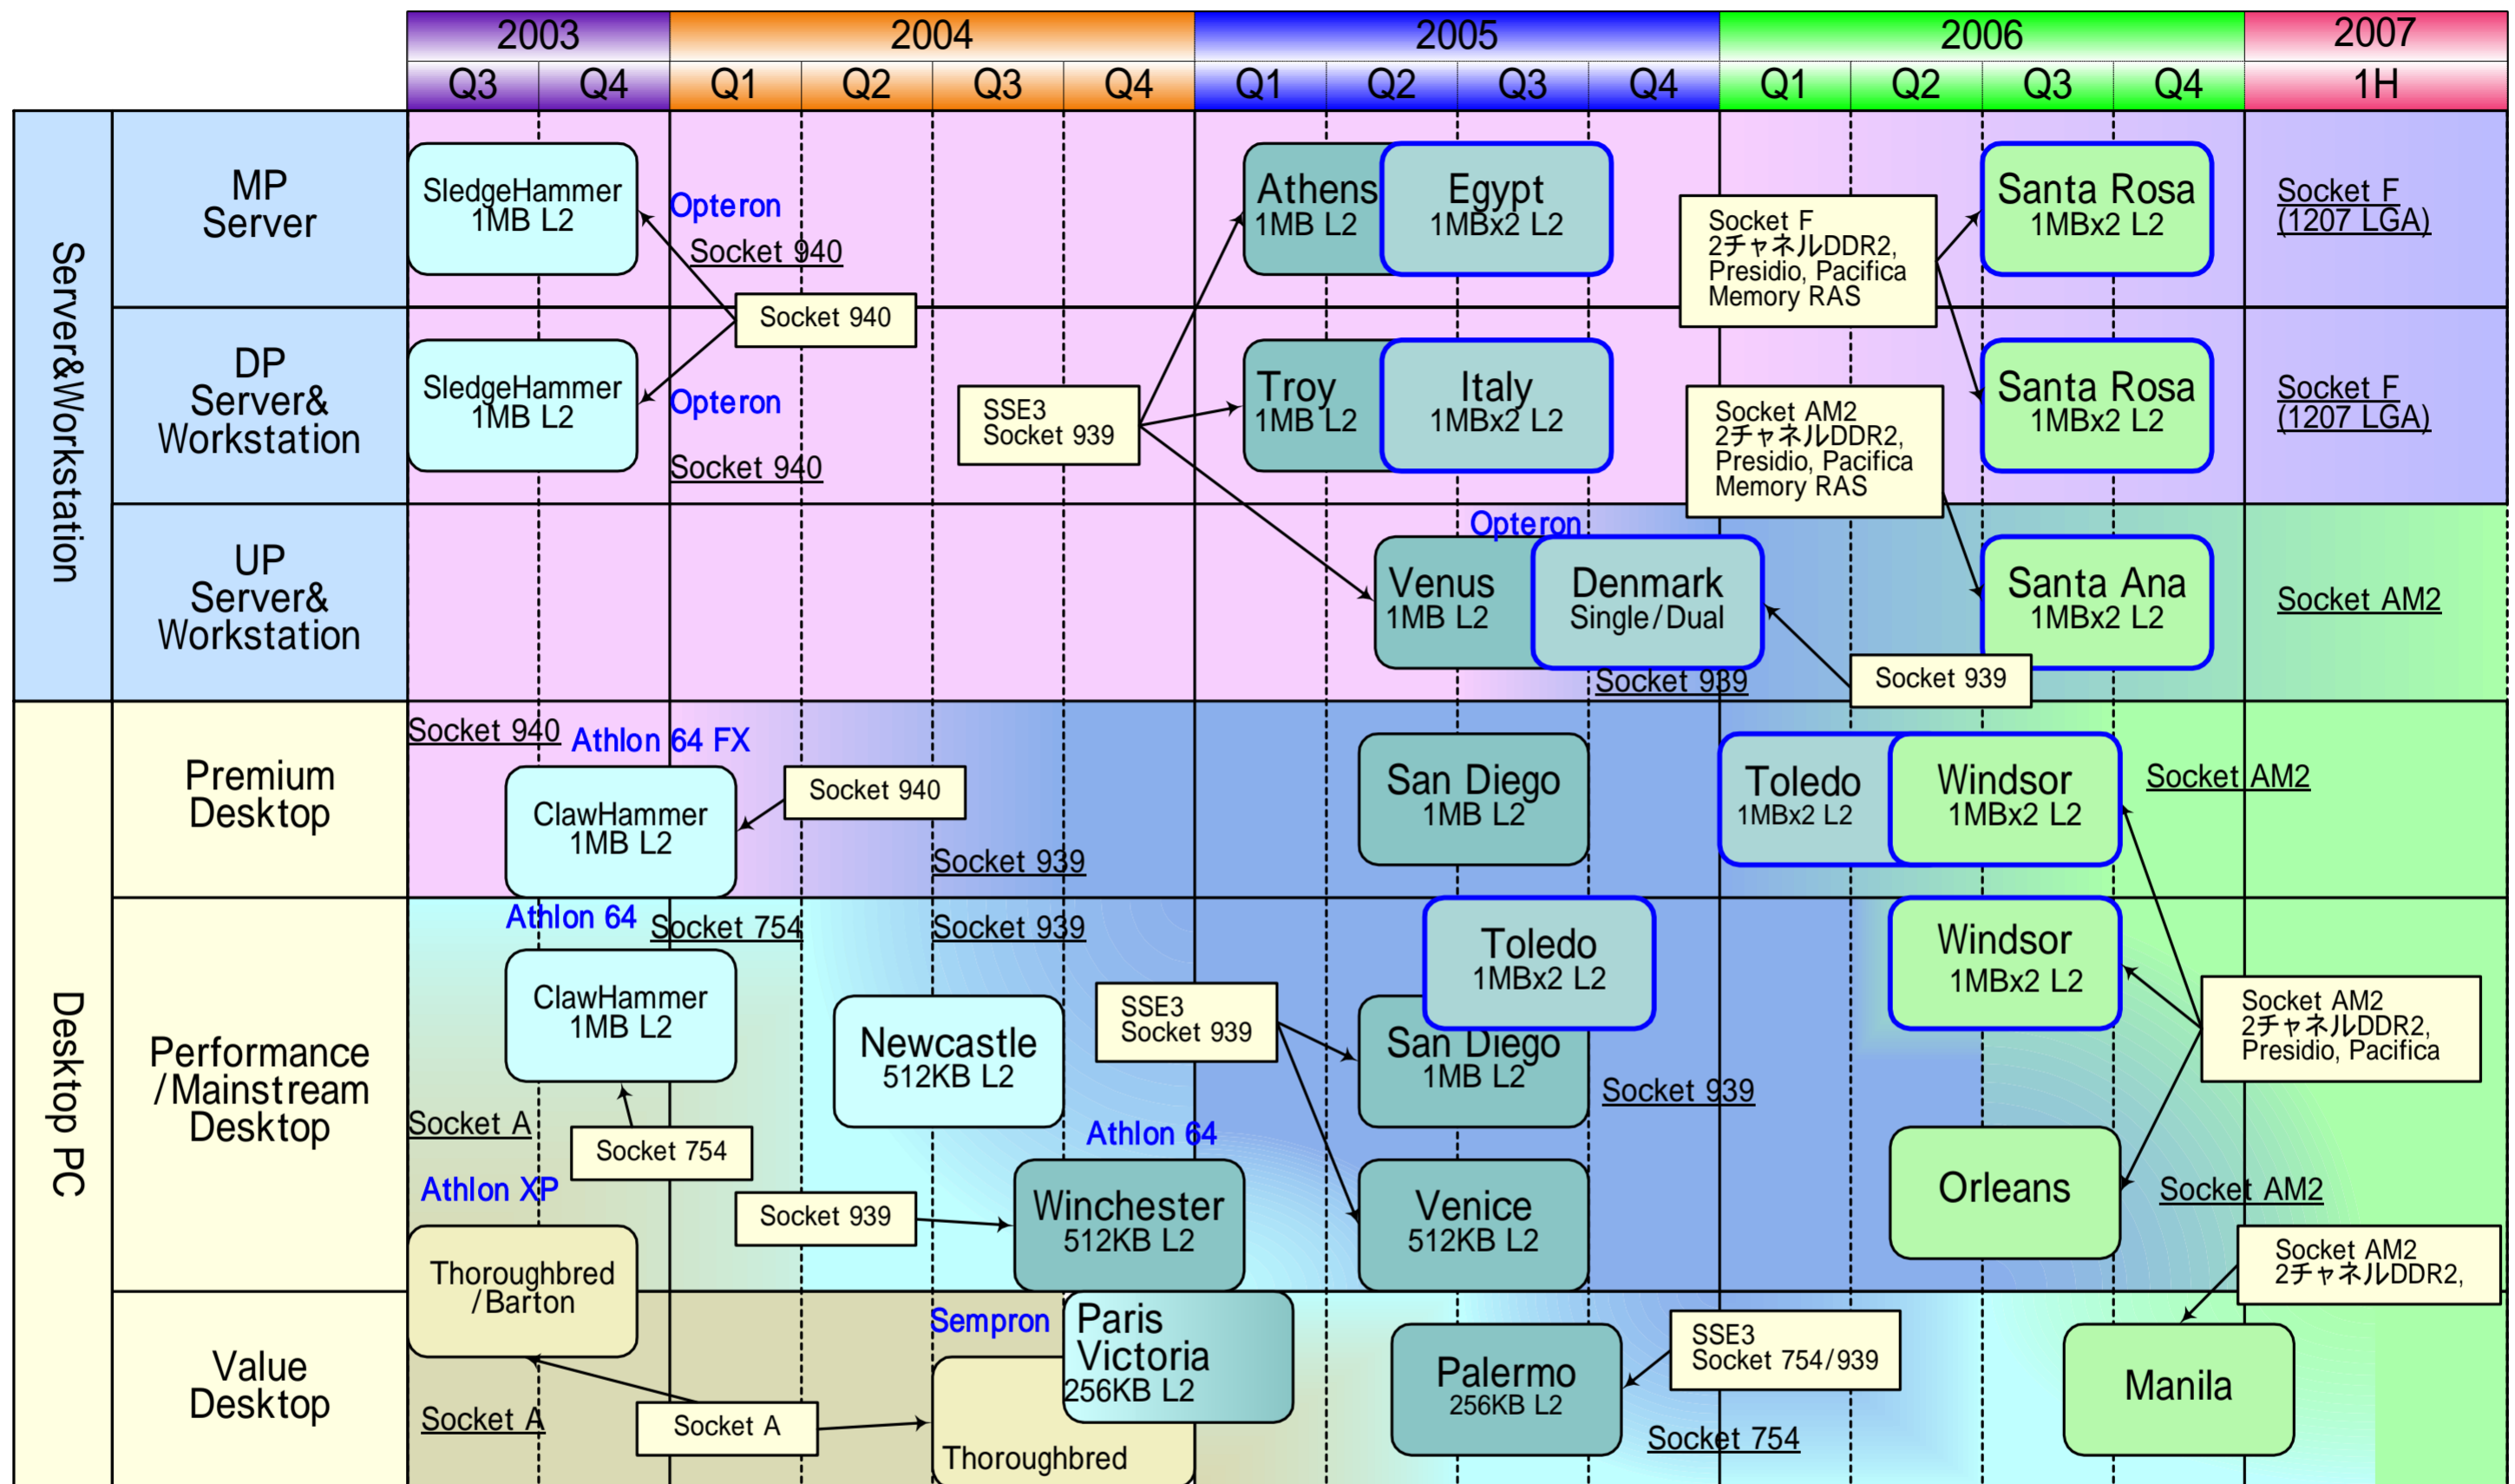 2003
2004
2005
2006
2007
Q3
Q4
Q1
Q2
Q3
Q4
Q1
Q2
Q3
Q4
Q1
Q2
Q3
Q4
1H
Server&Workstation
MP
Server
SledgeHammer
1MB L2
Opteron
Socket 940
Socket 940
Athens
1MB L2
Egypt
1MBx2 L2
Socket F
2チャネルDDR2,
Presidio, Pacifica
Memory RAS
Santa Rosa
1MBx2 L2
Socket F
(1207 LGA)
DP
Server&
Workstation
SledgeHammer
1MB L2
Opteron
Socket 940
SSE3
Socket 939
Troy
1MB L2
Italy
1MBx2 L2
Socket AM2
2チャネルDDR2,
Presidio, Pacifica
Memory RAS
Santa Rosa
1MBx2 L2
Socket F
(1207 LGA)
UP
Server&
Workstation
Opteron
Venus
1MB L2
Denmark
Single/Dual
Socket 939
Socket 939
Santa Ana
1MBx2 L2
Socket AM2
Desktop PC
Premium
Desktop
Socket 940
Athlon 64 FX
ClawHammer
1MB L2
Socket 940
Socket 939
San Diego
1MB L2
Toledo
1MBx2 L2
Windsor
1MBx2 L2
Socket AM2
Performance
/Mainstream
Desktop
Athlon 64
Socket 754
Socket 939
ClawHammer
1MB L2
Newcastle
512KB L2
SSE3
Socket 939
Toledo
1MBx2 L2
San Diego
1MB L2
Socket 939
Windsor
1MBx2 L2
Socket AM2
2チャネルDDR2,
Presidio, Pacifica
Socket A
Socket 754
Athlon 64
Athlon XP
Socket 939
Winchester
512KB L2
Venice
512KB L2
Orleans
Socket AM2
Thoroughbred
/Barton
Socket AM2
2チャネルDDR2,
Value
Desktop
Socket A
Socket A
Sempron
Paris
Victoria
256KB L2
Thoroughbred
Palermo
256KB L2
SSE3
Socket 754/939
Socket 754
Manila